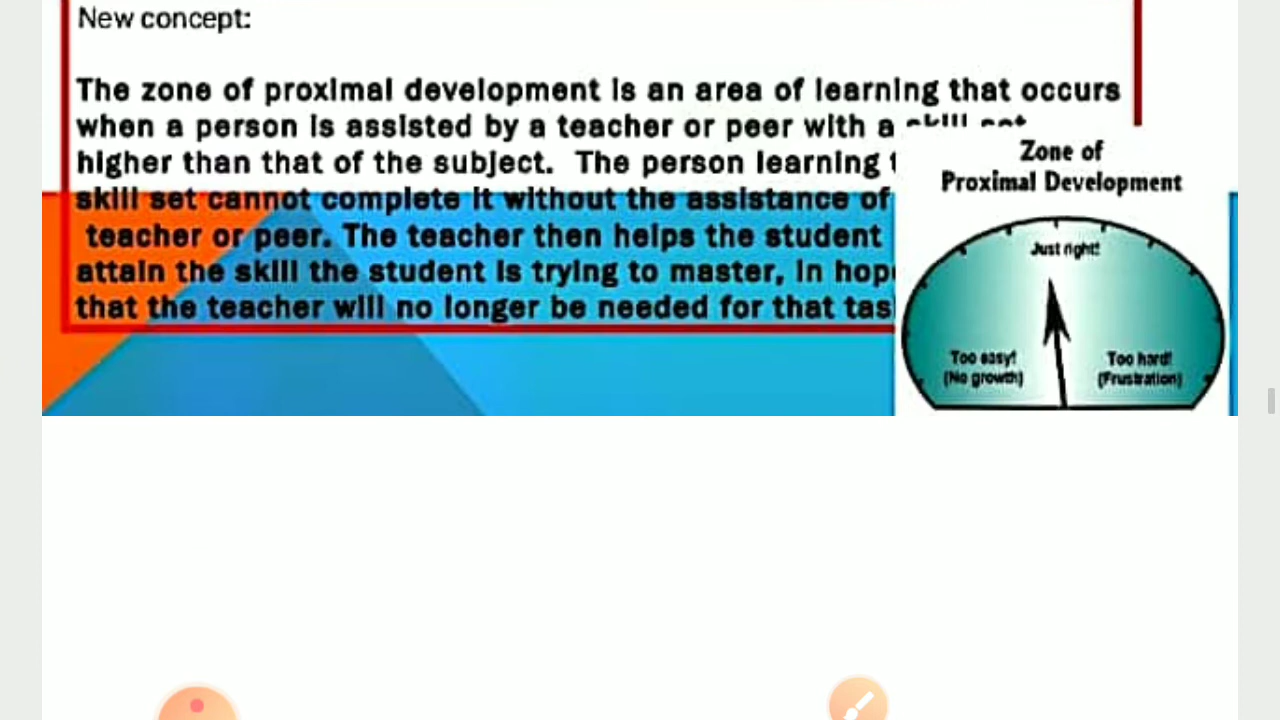 New concept:
The zone of proximal development is an area of learning that occurs
when a person is assisted by a teacher or peer with a skill set
higher than that of the subject. The person learning
skill set cannot complete it without the assistance of
teacher or peer. The teacher then helps the student
attain the skill the student is trying to master, in
that the teacher will no longer be needed for that
Zone of
Proximal Development
Just right!
Too easy!
(No growth)
Too hard!
(Frustration)